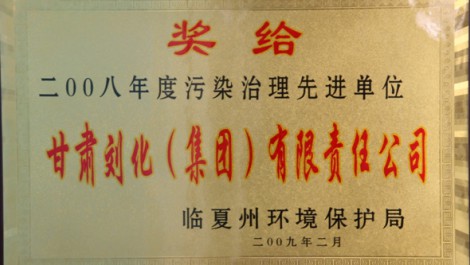 奖给
二00八年度污染治理先进单位
甘肃刘化（集团）有限责任公司
临夏州环境保护局
二00九年二月